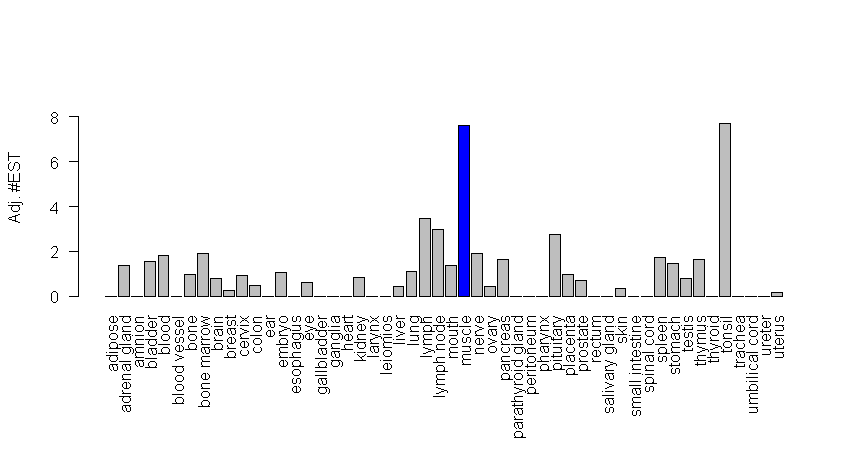 Adj. #EST
8
6
4
2
0
adipose
adrenal gland
amnion
bladder
blood
blood vessel
bone
bone marrow
brain
breast
cervix
colon
ear
embryo
esophagus
eye
gallbladder
ganglia
heart
kidney
larynx
leiomios
liver
lung
lymph
lymph node
mouth
muscle
nerve
ovary
pancreas
parathyroid gland
peritoneum
pharynx
pituitary
placenta
prostate
rectum
salivary gland
skin
small intestine
spinal cord
spleen
stomach
testis
thymus
thyroid
tonsil
trachea
umbilical cord
ureter
uterus